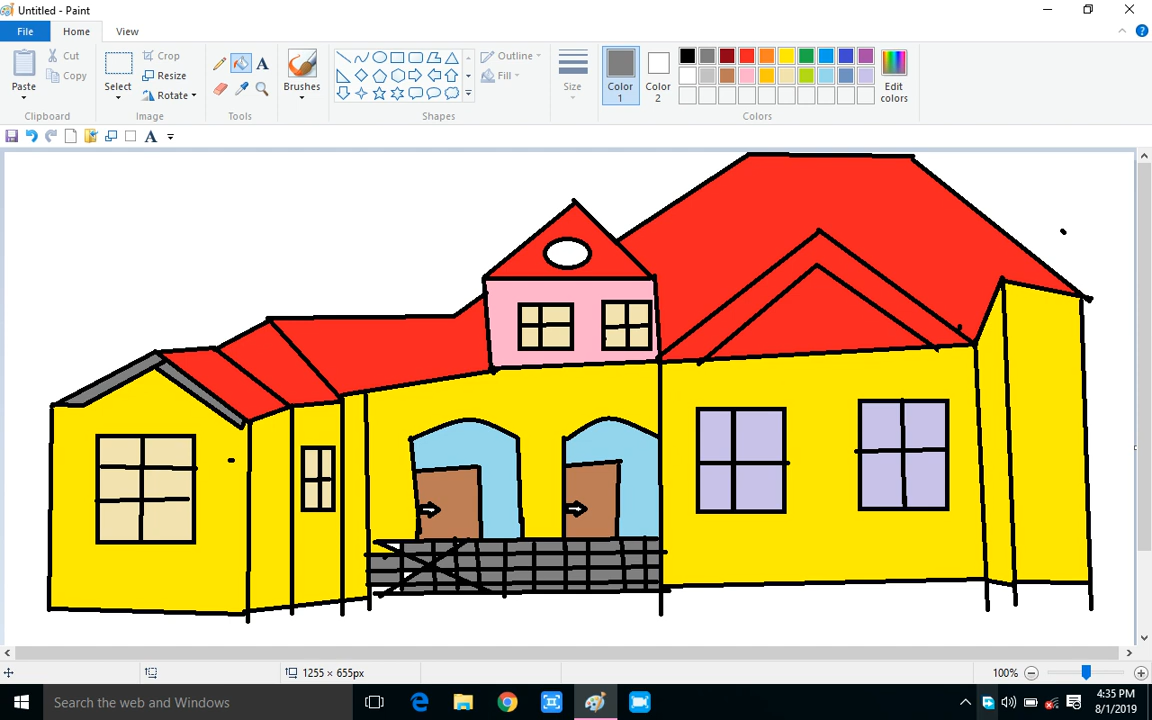 Untitled - Paint
File
Home
View
Paste
Cut
Copy
Select
Crop
Resize
Rotate
A
Brushes
Outline
Fill
Size
Color
1
Color
2
Edit
colors
Clipboard
Image
Tools
Shapes
Colors
A
1255 × 655px
100%
Search the web and Windows
4:35 PM
8/1/2019